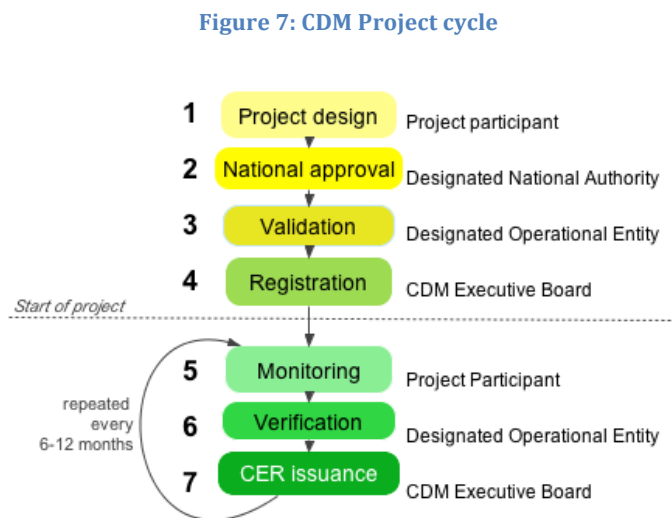 Figure 7: CDM Project cycle
1 Project design Project participant
2 National approval Designated National Authority
3 Validation Designated Operational Entity
4 Registration CDM Executive Board
Start of project
5 Monitoring Project Participant
repeated
every
6-12 months
6 Verification Designated Operational Entity
7 CER issuance CDM Executive Board